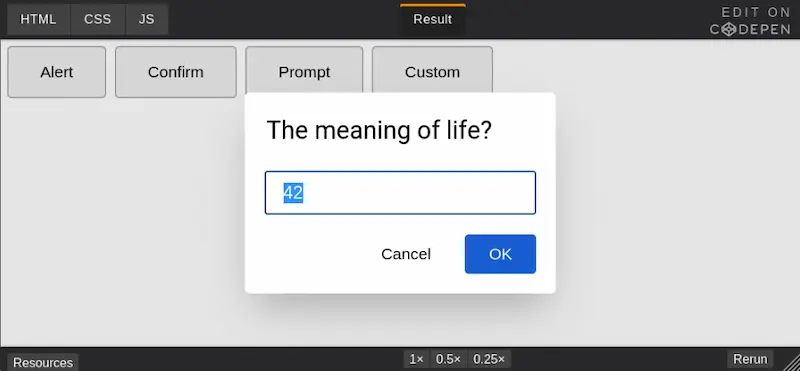 HTML CSS JS Result EDIT ON
CODEPEN
Alert Confirm Prompt Custom
The meaning of life?
42
Cancel OK
Resources 1× 0.5× 0.25× Rerun